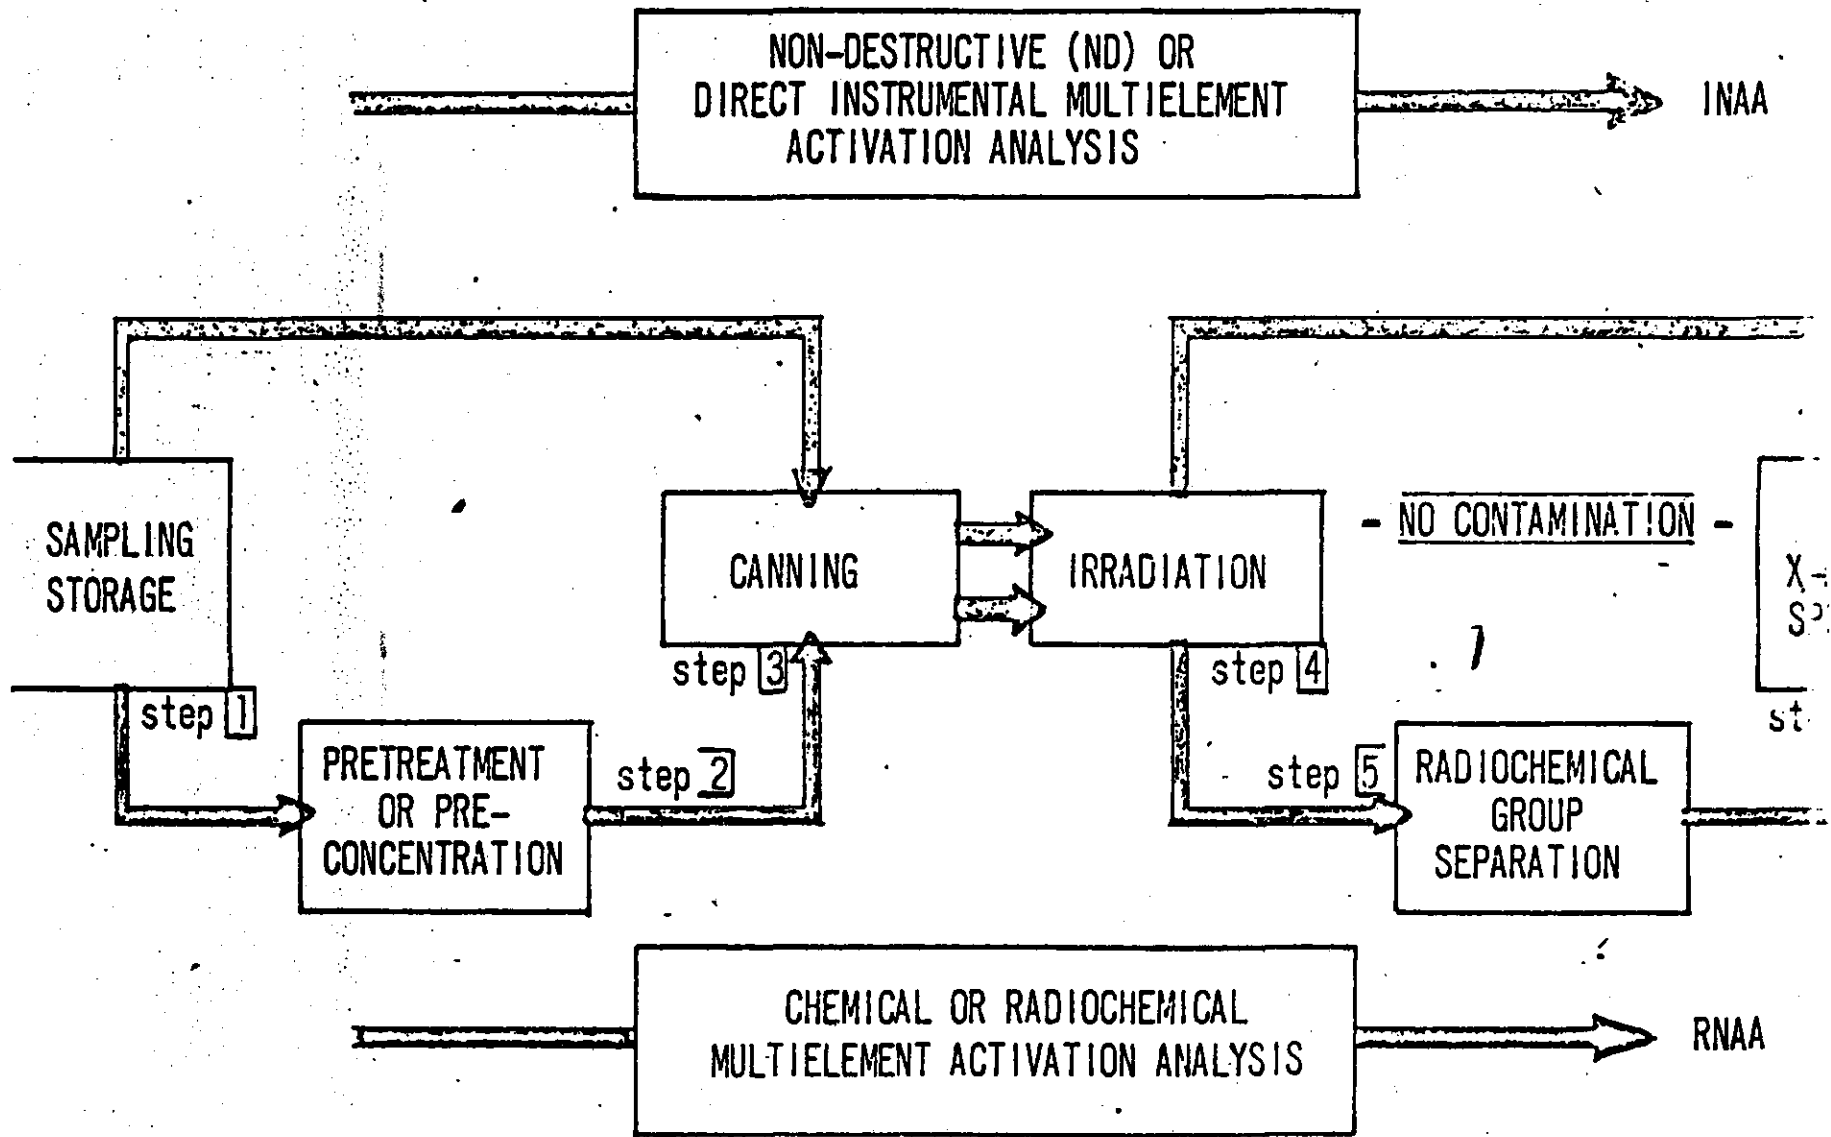 NON-DESTRUCTIVE (ND) OR
DIRECT INSTRUMENTAL MULTIELEMENT
ACTIVATION ANALYSIS
INAA
SAMPLING
STORAGE
step 1
PRETREATMENT
OR PRE-
CONCENTRATION
step 2
CANNING
step 3
IRRADIATION
step 4
- NO CONTAMINATION -
step 5
RADIOCHEMICAL
GROUP
SEPARATION
X-
CHEMICAL OR RADIOCHEMICAL
MULTIELEMENT ACTIVATION ANALYSIS
RNAA